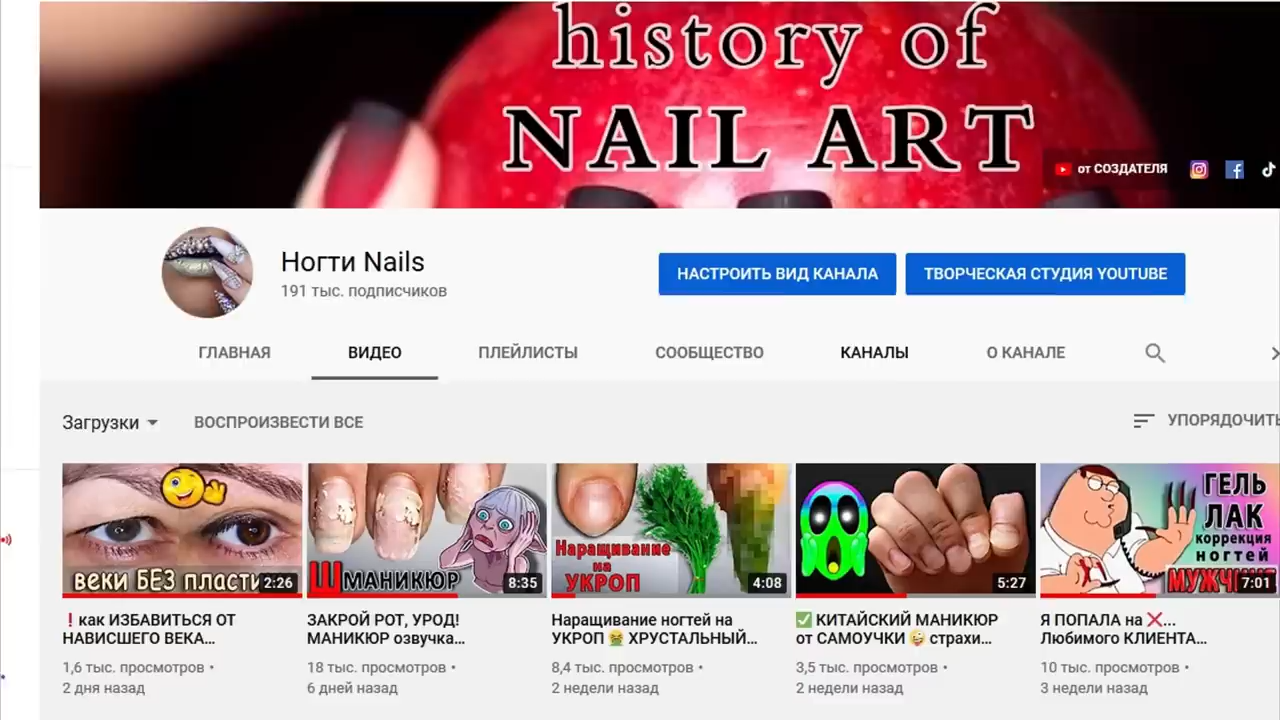 history of
NAIL ART
от СОЗДАТЕЛЯ
Ногти Nails
191 тыс. подписчиков
НАСТРОИТЬ ВИД КАНАЛА
ТВОРЧЕСКАЯ СТУДИЯ YOUTUBE
ГЛАВНАЯ
ВИДЕО
ПЛЕЙЛИСТЫ
СООБЩЕСТВО
КАНАЛЫ
О КАНАЛЕ
Загрузки
ВОСПРОИЗВЕСТИ ВСЕ
УПОРЯДОЧИТЬ
веки БЕЗ пласти
2:26
ШМАНИКЮР
8:35
Наращивание
на
УКРОП
4:08
5:27
ГЕЛЬ
ЛАК
коррекция
ногтей
7:01
❗как ИЗБАВИТЬСЯ ОТ
НАВИСШЕГО ВЕКА...
1,6 тыс. просмотров •
2 дня назад
ЗАКРОЙ РОТ, УРОД!
МАНИКЮР озвучка...
18 тыс. просмотров •
6 дней назад
Наращивание ногтей на
УКРОП 🤮 ХРУСТАЛЬНЫЙ...
8,4 тыс. просмотров •
2 недели назад
✅ КИТАЙСКИЙ МАНИКЮР
от САМОУЧКИ 🤪 страхи...
3,5 тыс. просмотров •
2 недели назад
Я ПОПАЛА на ❌...
Любимого КЛИЕНТА...
10 тыс. просмотров •
3 недели назад